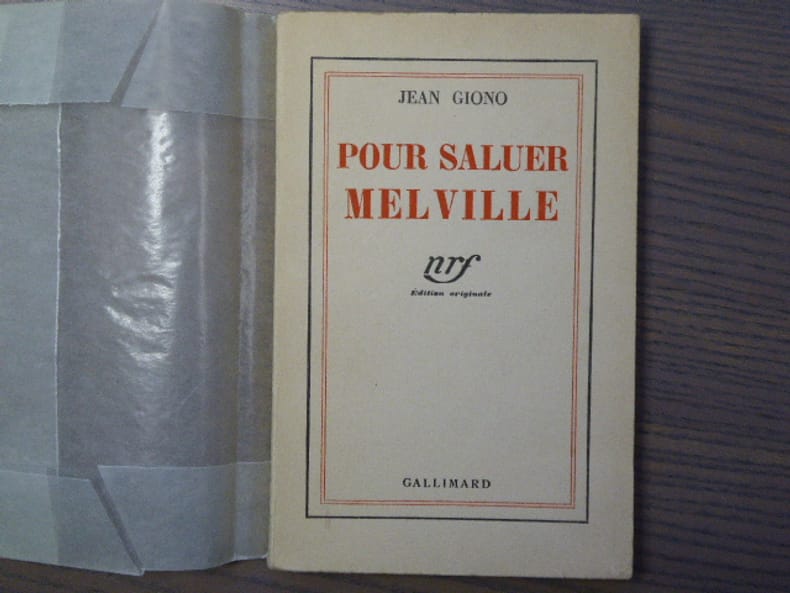 JEAN GIONO
POUR SALUER
MELVILLE
nrf
Édition originale
GALLIMARD